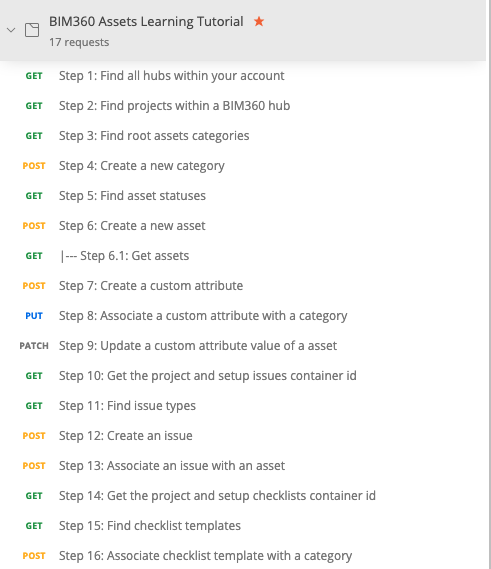 BIM360 Assets Learning Tutorial ★
17 requests
GET Step 1: Find all hubs within your account
GET Step 2: Find projects within a BIM360 hub
GET Step 3: Find root assets categories
POST Step 4: Create a new category
GET Step 5: Find asset statuses
POST Step 6: Create a new asset
GET |--- Step 6.1: Get assets
POST Step 7: Create a custom attribute
PUT Step 8: Associate a custom attribute with a category
PATCH Step 9: Update a custom attribute value of a asset
GET Step 10: Get the project and setup issues container id
GET Step 11: Find issue types
POST Step 12: Create an issue
POST Step 13: Associate an issue with an asset
GET Step 14: Get the project and setup checklists container id
GET Step 15: Find checklist templates
POST Step 16: Associate checklist template with a category